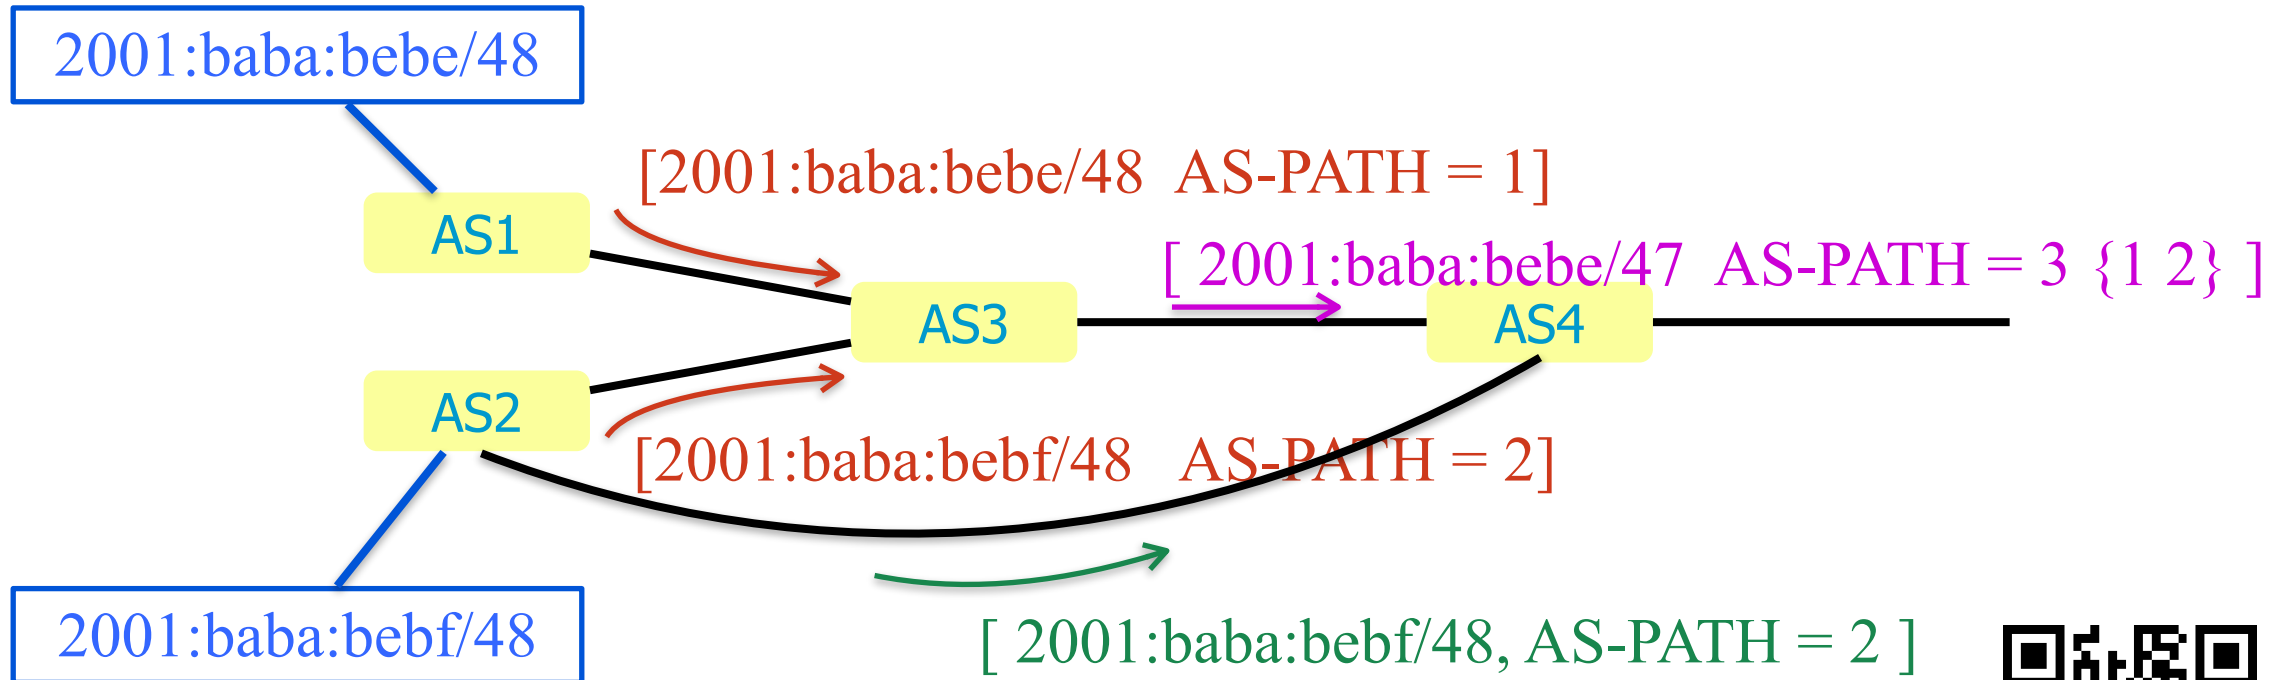 2001:baba:bebe/48
[2001:baba:bebe/48 AS-PATH = 1]
AS1
[ 2001:baba:bebe/47 AS-PATH = 3 {1 2} ]
AS3
AS4
AS2
[2001:baba:bebf/48 AS-PATH = 2]
2001:baba:bebf/48
[ 2001:baba:bebf/48, AS-PATH = 2 ]